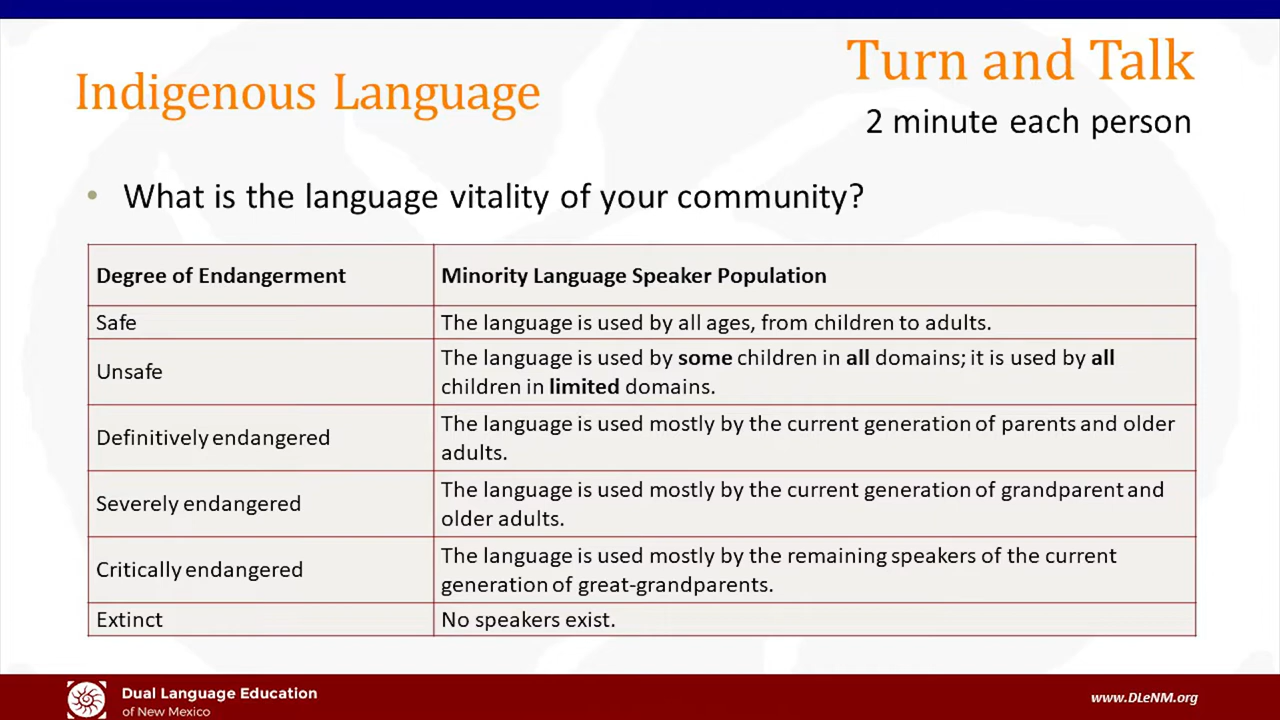 Indigenous Language
Turn and Talk
2 minute each person
• What is the language vitality of your community?
Degree of Endangerment
Minority Language Speaker Population
Safe
The language is used by all ages, from children to adults.
Unsafe
The language is used by some children in all domains; it is used by all
children in limited domains.
Definitively endangered
The language is used mostly by the current generation of parents and older
adults.
Severely endangered
The language is used mostly by the current generation of grandparent and
older adults.
Critically endangered
The language is used mostly by the remaining speakers of the current
generation of great-grandparents.
Extinct
No speakers exist.
Dual Language Education
of New Mexico
www.DLeNM.org